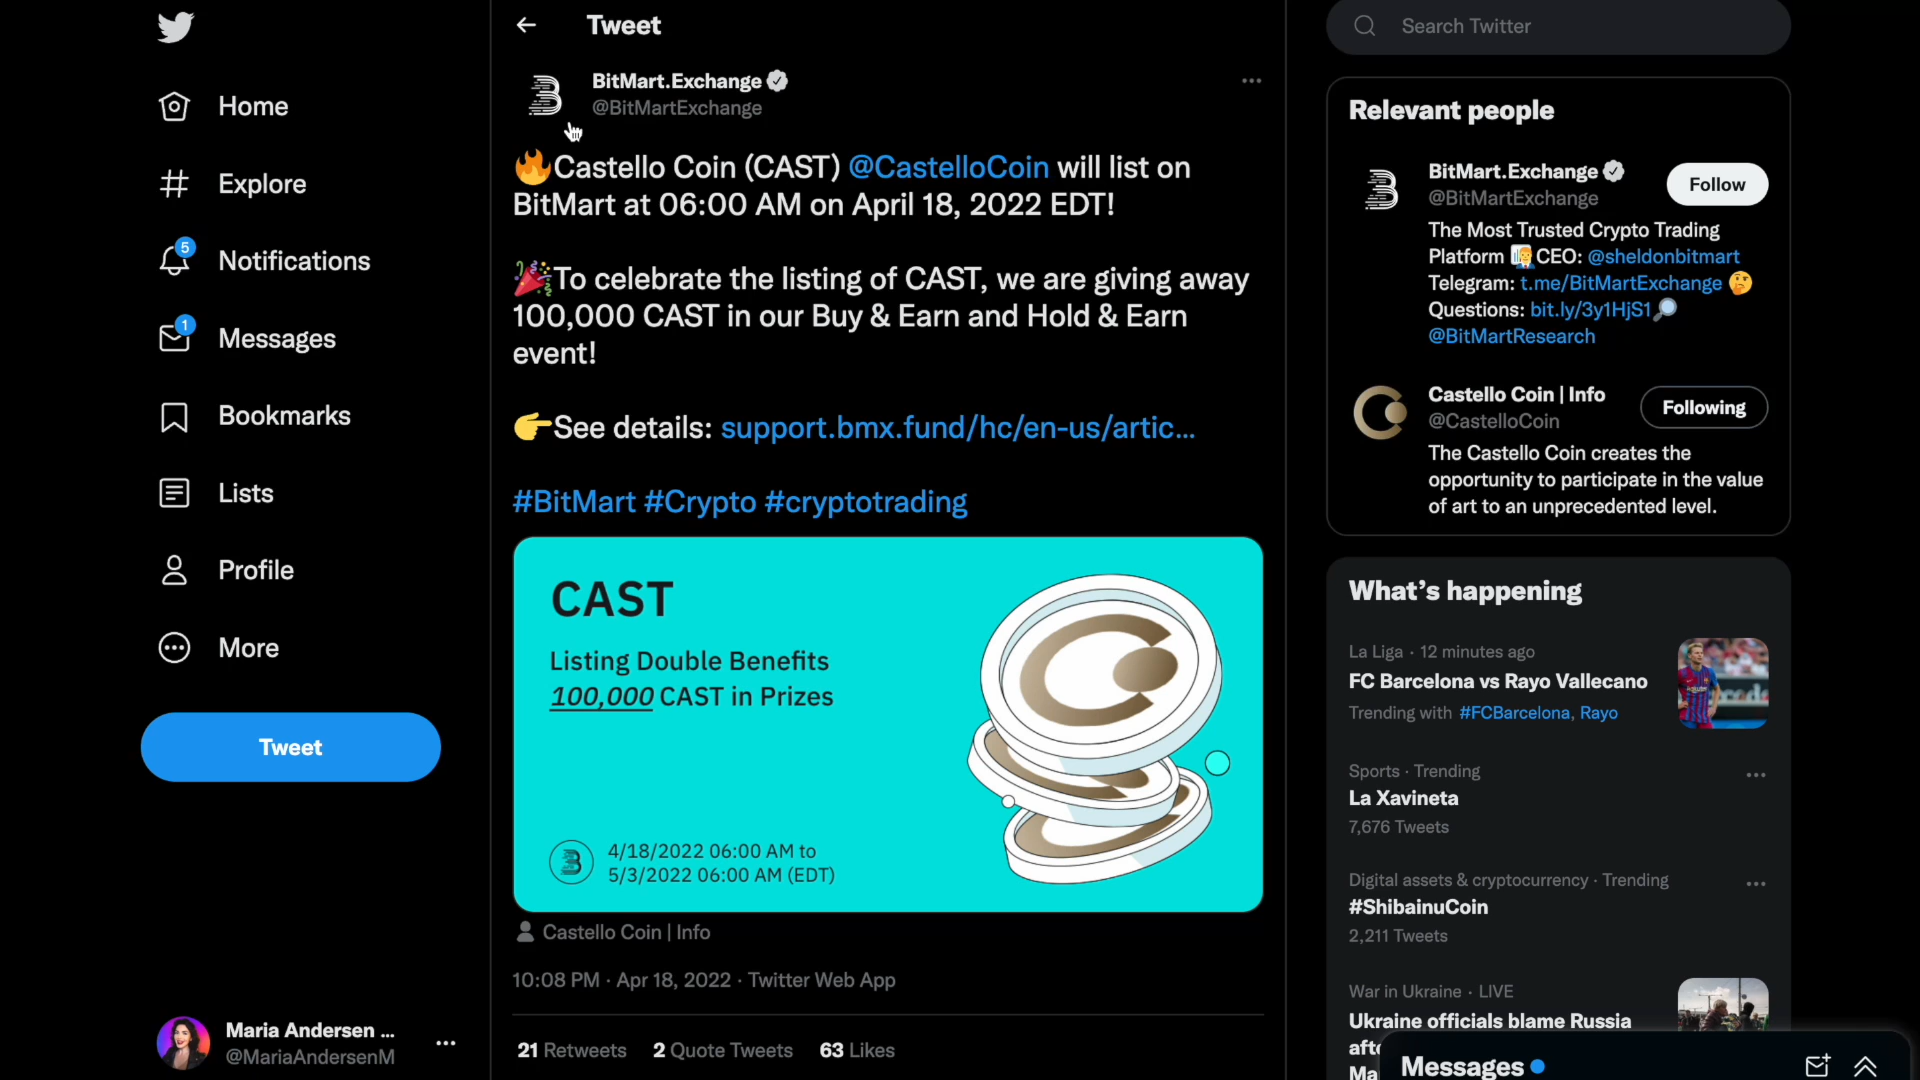 Home
Explore
5
Notifications
1
Messages
Bookmarks
Lists
Profile
More
Tweet
Maria Andersen ...
@MariaAndersenM
Tweet
BitMart.Exchange
@BitMartExchange
🔥Castello Coin (CAST) @CastelloCoin will list on
BitMart at 06:00 AM on April 18, 2022 EDT!
🎉To celebrate the listing of CAST, we are giving away
100,000 CAST in our Buy & Earn and Hold & Earn
event!
👉See details: support.bmx.fund/hc/en-us/artic...
#BitMart #Crypto #cryptotrading
CAST
Listing Double Benefits
100,000 CAST in Prizes
4/18/2022 06:00 AM to
5/3/2022 06:00 AM (EDT)
Castello Coin | Info
10:08 PM · Apr 18, 2022 · Twitter Web App
21 Retweets 2 Quote Tweets 63 Likes
Search Twitter
Relevant people
BitMart.Exchange
Follow
@BitMartExchange
The Most Trusted Crypto Trading
Platform CEO: @sheldonbitmart
Telegram: t.me/BitMartExchange 🤔
Questions: bit.ly/3y1HjS1🔎
@BitMartResearch
Castello Coin | Info
Following
@CastelloCoin
The Castello Coin creates the
opportunity to participate in the value
of art to an unprecedented level.
What's happening
La Liga · 12 minutes ago
FC Barcelona vs Rayo Vallecano
Trending with #FCBarcelona, Rayo
Sports · Trending
La Xavineta
7,676 Tweets
Digital assets & cryptocurrency · Trending
#ShibainuCoin
2,211 Tweets
War in Ukraine · LIVE
Ukraine officials blame Russia
Messages